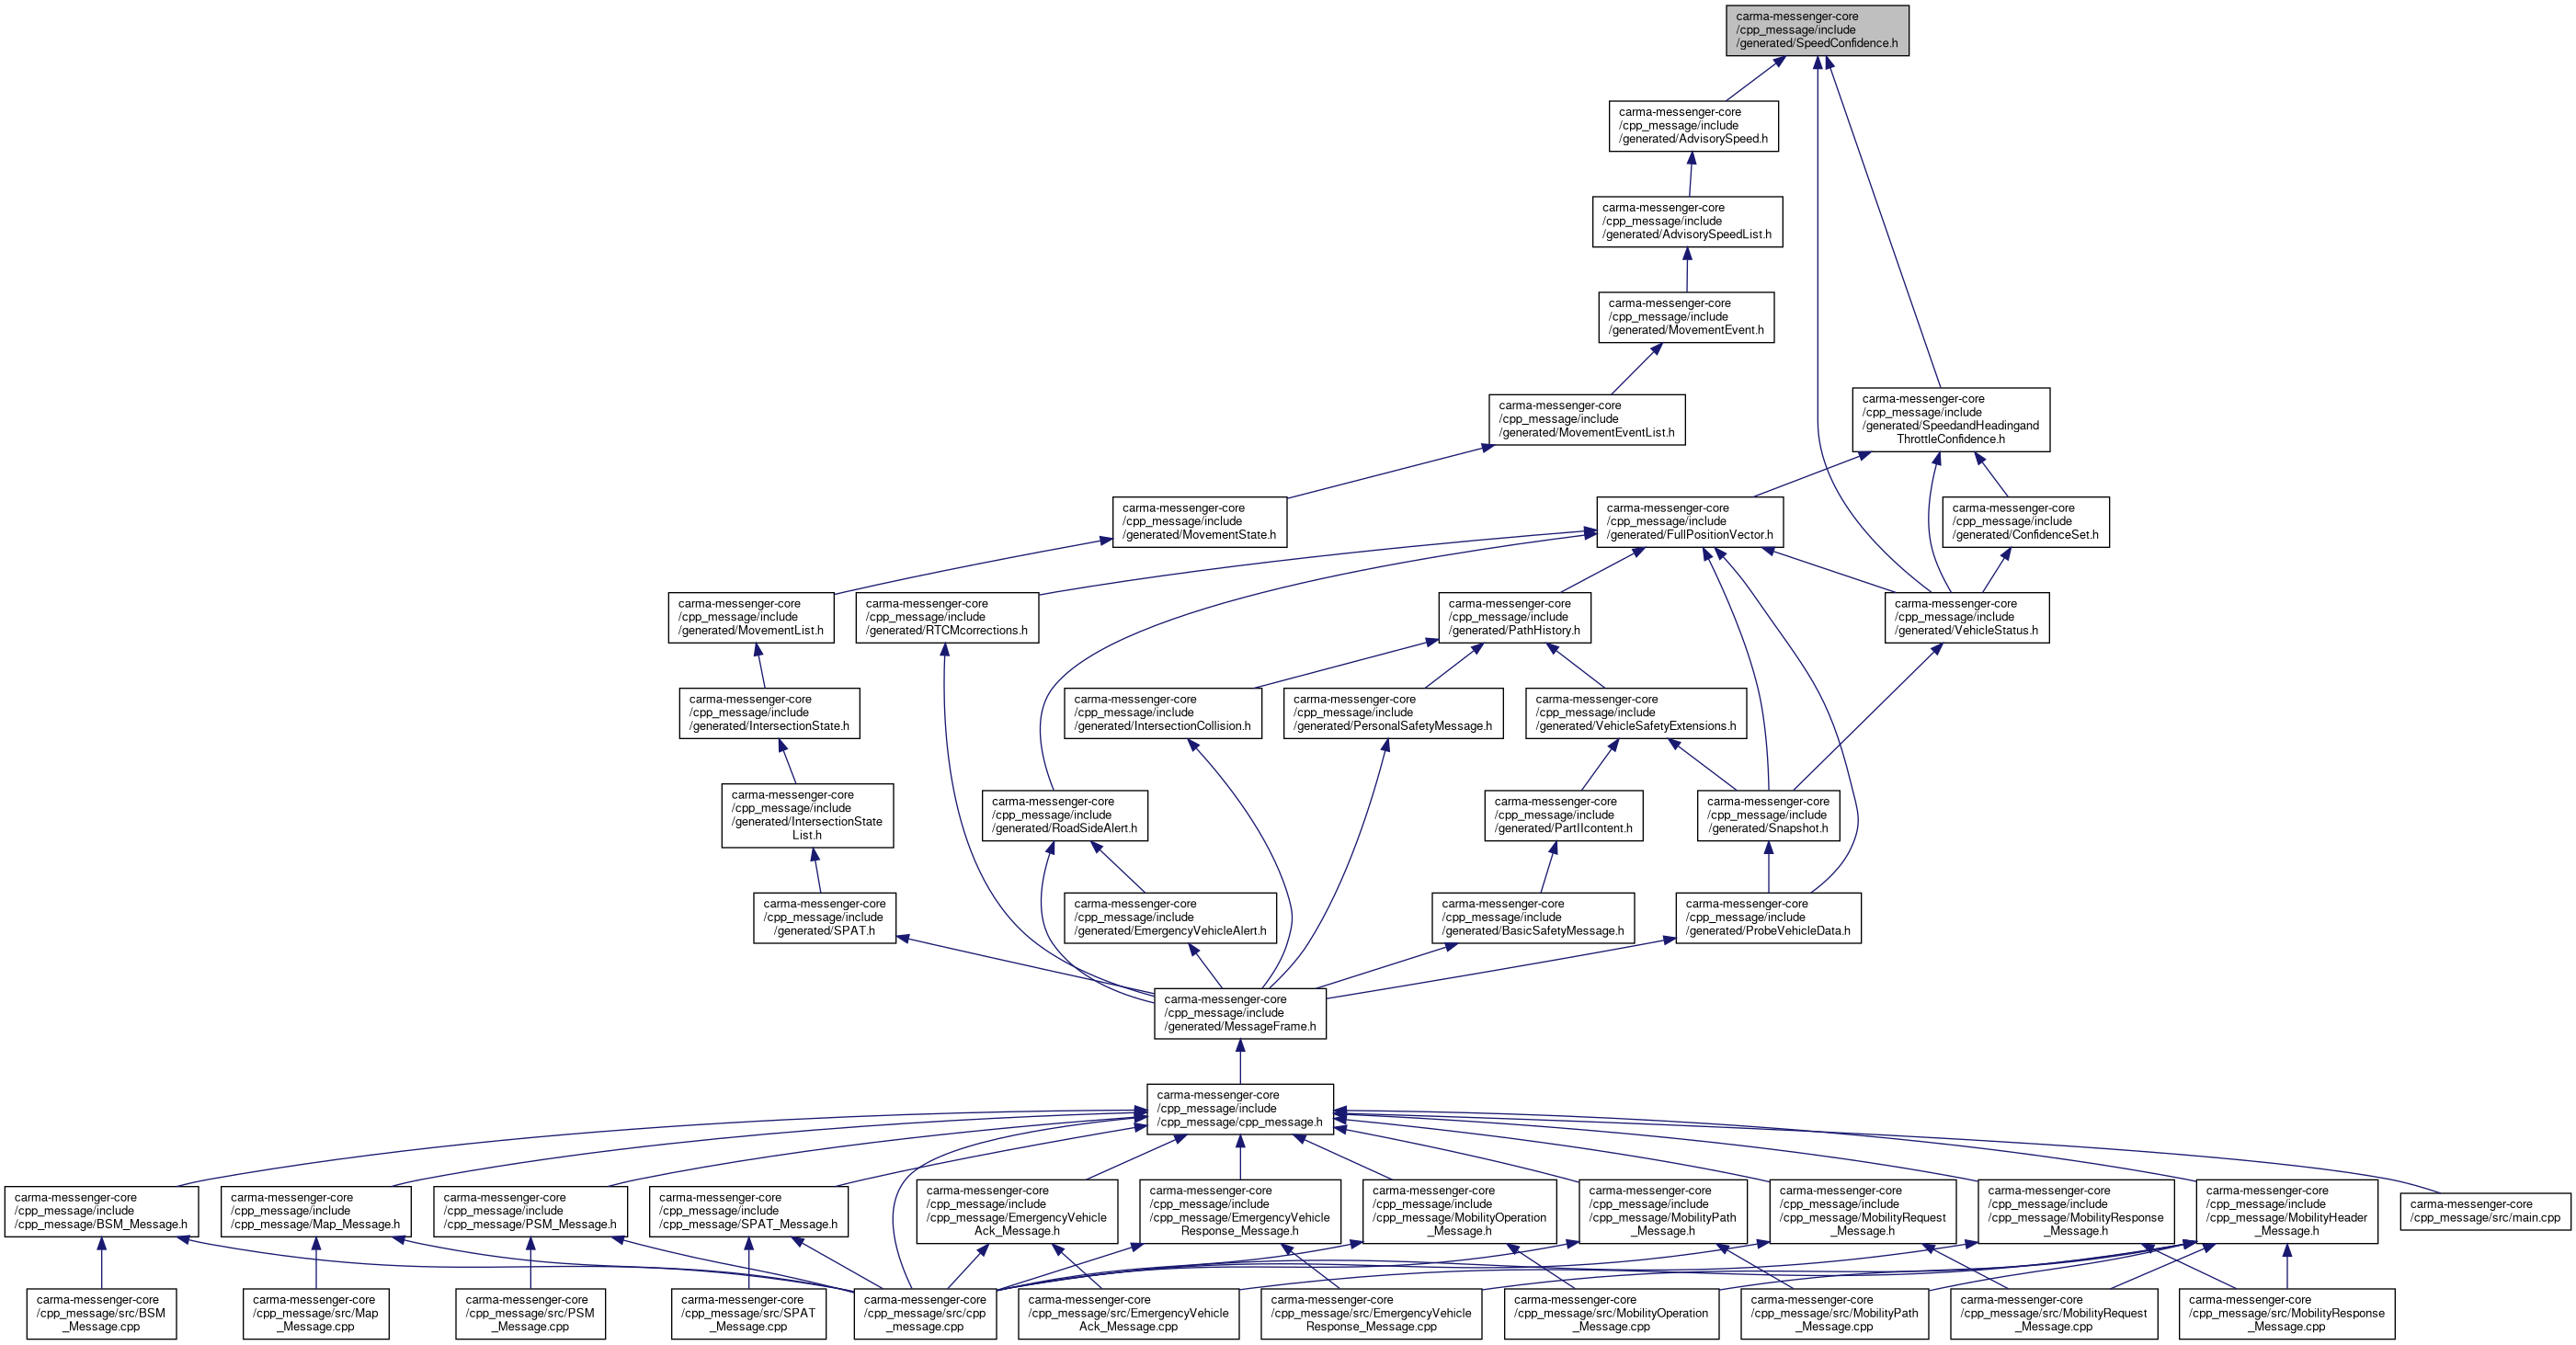 carma-messenger-core
/cpp_message/include
/generated/SpeedConfidence.h
carma-messenger-core
/cpp_message/include
/generated/AdvisorySpeed.h
carma-messenger-core
/cpp_message/include
/generated/AdvisorySpeedList.h
carma-messenger-core
/cpp_message/include
/generated/MovementEvent.h
carma-messenger-core
/cpp_message/include
/generated/MovementEventList.h
carma-messenger-core
/cpp_message/include
/generated/SpeedandHeadingand
ThrottleConfidence.h
carma-messenger-core
/cpp_message/include
/generated/MovementState.h
carma-messenger-core
/cpp_message/include
/generated/FullPositionVector.h
carma-messenger-core
/cpp_message/include
/generated/ConfidenceSet.h
carma-messenger-core
/cpp_message/include
/generated/MovementList.h
carma-messenger-core
/cpp_message/include
/generated/RTCMcorrections.h
carma-messenger-core
/cpp_message/include
/generated/PathHistory.h
carma-messenger-core
/cpp_message/include
/generated/VehicleStatus.h
carma-messenger-core
/cpp_message/include
/generated/IntersectionState.h
carma-messenger-core
/cpp_message/include
/generated/IntersectionCollision.h
carma-messenger-core
/cpp_message/include
/generated/PersonalSafetyMessage.h
carma-messenger-core
/cpp_message/include
/generated/VehicleSafetyExtensions.h
carma-messenger-core
/cpp_message/include
/generated/IntersectionState
List.h
carma-messenger-core
/cpp_message/include
/generated/RoadSideAlert.h
carma-messenger-core
/cpp_message/include
/generated/PartIIcontent.h
carma-messenger-core
/cpp_message/include
/generated/Snapshot.h
carma-messenger-core
/cpp_message/include
/generated/SPAT.h
carma-messenger-core
/cpp_message/include
/generated/EmergencyVehicleAlert.h
carma-messenger-core
/cpp_message/include
/generated/BasicSafetyMessage.h
carma-messenger-core
/cpp_message/include
/generated/ProbeVehicleData.h
carma-messenger-core
/cpp_message/include
/generated/MessageFrame.h
carma-messenger-core
/cpp_message/include
/cpp_message/cpp_message.h
carma-messenger-core
/cpp_message/include
/cpp_message/BSM_Message.h
carma-messenger-core
/cpp_message/include
/cpp_message/Map_Message.h
carma-messenger-core
/cpp_message/include
/cpp_message/PSM_Message.h
carma-messenger-core
/cpp_message/include
/cpp_message/SPAT_Message.h
carma-messenger-core
/cpp_message/include
/cpp_message/EmergencyVehicle
Ack_Message.h
carma-messenger-core
/cpp_message/include
/cpp_message/EmergencyVehicle
Response_Message.h
carma-messenger-core
/cpp_message/include
/cpp_message/MobilityOperation
_Message.h
carma-messenger-core
/cpp_message/include
/cpp_message/MobilityPath
_Message.h
carma-messenger-core
/cpp_message/include
/cpp_message/MobilityRequest
_Message.h
carma-messenger-core
/cpp_message/include
/cpp_message/MobilityResponse
_Message.h
carma-messenger-core
/cpp_message/include
/cpp_message/MobilityHeader
_Message.h
carma-messenger-core
/cpp_message/src/main.cpp
carma-messenger-core
/cpp_message/src/BSM
_Message.cpp
carma-messenger-core
/cpp_message/src/Map
_Message.cpp
carma-messenger-core
/cpp_message/src/PSM
_Message.cpp
carma-messenger-core
/cpp_message/src/SPAT
_Message.cpp
carma-messenger-core
/cpp_message/src/cpp
_message.cpp
carma-messenger-core
/cpp_message/src/EmergencyVehicle
Ack_Message.cpp
carma-messenger-core
/cpp_message/src/EmergencyVehicle
Response_Message.cpp
carma-messenger-core
/cpp_message/src/MobilityOperation
_Message.cpp
carma-messenger-core
/cpp_message/src/MobilityPath
_Message.cpp
carma-messenger-core
/cpp_message/src/MobilityRequest
_Message.cpp
carma-messenger-core
/cpp_message/src/MobilityResponse
_Message.cpp